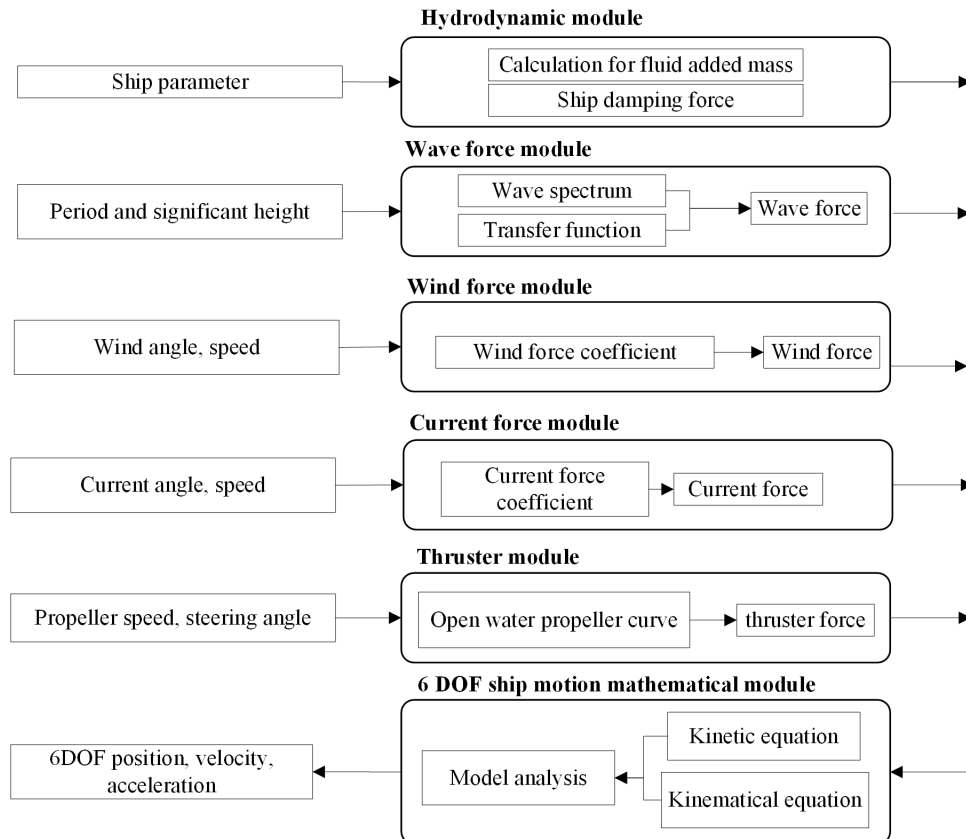 Hydrodynamic module
Ship parameter
Calculation for fluid added mass
Ship damping force
Wave force module
Period and significant height
Wave spectrum
Transfer function
Wave force
Wind force module
Wind angle, speed
Wind force coefficient
Wind force
Current force module
Current angle, speed
Current force
coefficient
Current force
Thruster module
Propeller speed, steering angle
Open water propeller curve
thruster force
6 DOF ship motion mathematical module
6DOF position, velocity,
acceleration
Model analysis
Kinetic equation
Kinematical equation